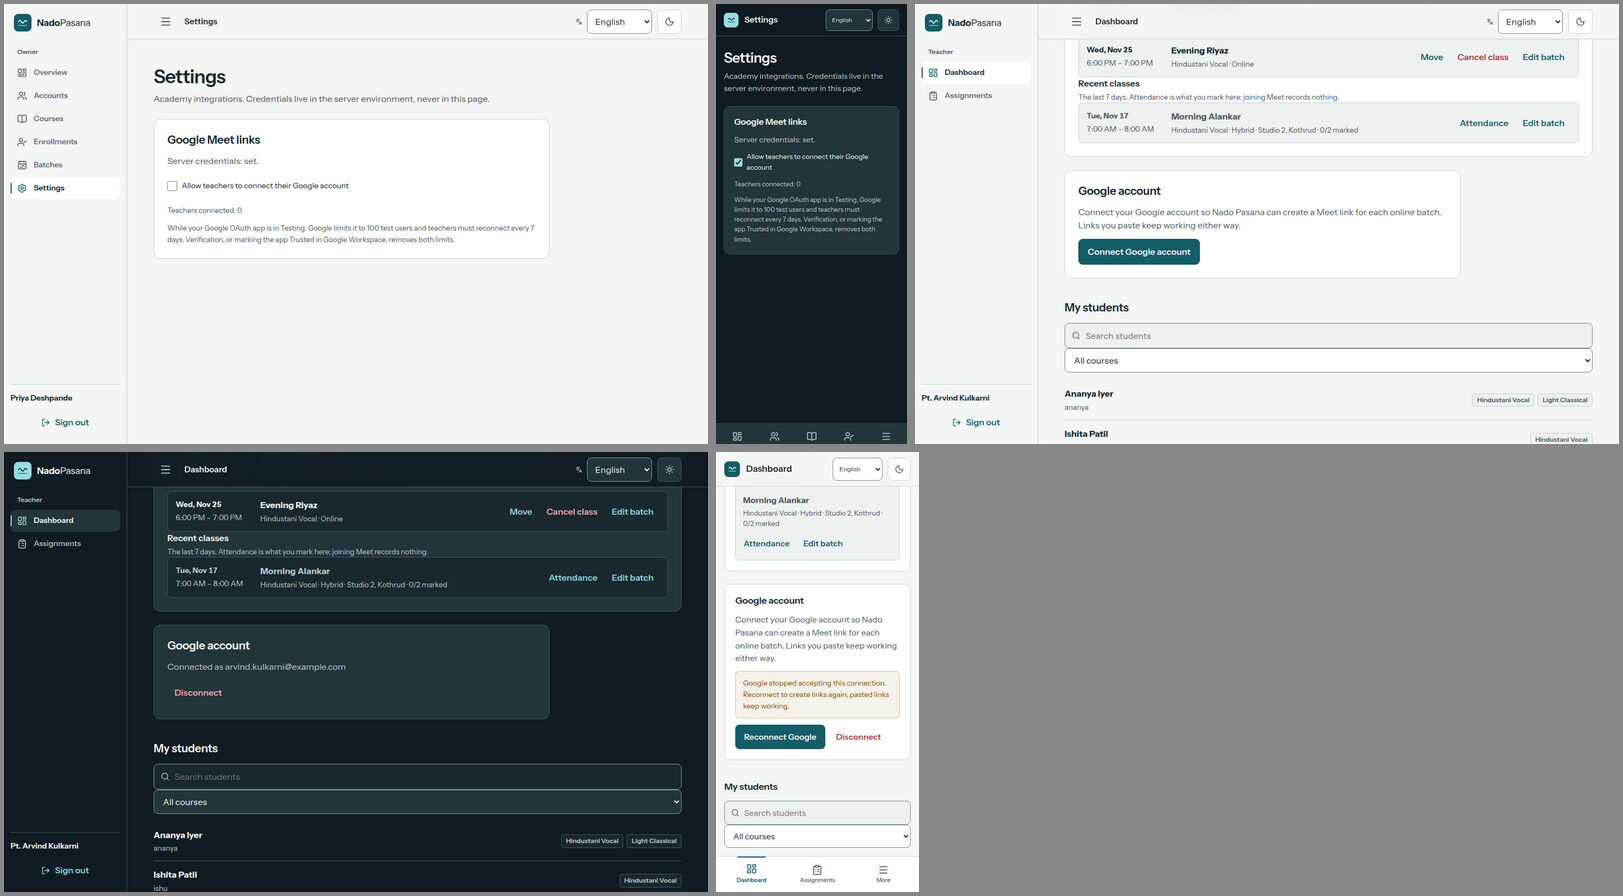 NadoPasana
Owner
Overview
Accounts
Courses
Enrollments
Batches
Settings
Priya Deshpande
Sign out
Settings
English
Settings
Academy integrations. Credentials live in the server environment, never in this page.
Google Meet links
Server credentials: set.
Allow teachers to connect their Google account
Teachers connected: 0
While your Google OAuth app is in Testing, Google limits it to 100 test users and teachers must reconnect every 7
days. Verification, or marking the app Trusted in Google Workspace, removes both limits.
Settings
English
Settings
Academy integrations. Credentials live in the
server environment, never in this page.
Google Meet links
Server credentials: set.
Allow teachers to connect their Google
account
Teachers connected: 0
While your Google OAuth app is in Testing, Google
limits it to 100 test users and teachers must
reconnect every 7 days. Verification, or marking the
app Trusted in Google Workspace, removes both
limits.
NadoPasana
Teacher
Dashboard
Assignments
Pt. Arvind Kulkarni
Sign out
Dashboard
English
Wed, Nov 25
6:00 PM – 7:00 PM
Evening Riyaz
Hindustani Vocal · Online
Move
Cancel class
Edit batch
Recent classes
The last 7 days. Attendance is what you mark here; joining Meet records nothing.
Tue, Nov 17
7:00 AM – 8:00 AM
Morning Alankar
Hindustani Vocal · Hybrid · Studio 2, Kothrud · 0/2 marked
Attendance
Edit batch
Google account
Connect your Google account so Nado Pasana can create a Meet link for each online batch.
Links you paste keep working either way.
Connect Google account
My students
Search students
All courses
Ananya Iyer
ananya
Hindustani Vocal
Light Classical
Ishita Patil
Hindustani Vocal
NadoPasana
Teacher
Dashboard
Assignments
Pt. Arvind Kulkarni
Sign out
Dashboard
English
Wed, Nov 25
6:00 PM – 7:00 PM
Evening Riyaz
Hindustani Vocal · Online
Move
Cancel class
Edit batch
Recent classes
The last 7 days. Attendance is what you mark here; joining Meet records nothing.
Tue, Nov 17
7:00 AM – 8:00 AM
Morning Alankar
Hindustani Vocal · Hybrid · Studio 2, Kothrud · 0/2 marked
Attendance
Edit batch
Google account
Connected as arvind.kulkarni@example.com
Disconnect
My students
Search students
All courses
Ananya Iyer
ananya
Hindustani Vocal
Light Classical
Ishita Patil
ishu
Hindustani Vocal
Dashboard
English
Morning Alankar
Hindustani Vocal · Hybrid · Studio 2, Kothrud ·
0/2 marked
Attendance
Edit batch
Google account
Connect your Google account so Nado
Pasana can create a Meet link for each
online batch. Links you paste keep working
either way.
Google stopped accepting this connection.
Reconnect to create links again; pasted links
keep working.
Reconnect Google
Disconnect
My students
Search students
All courses
Dashboard
Assignments
More